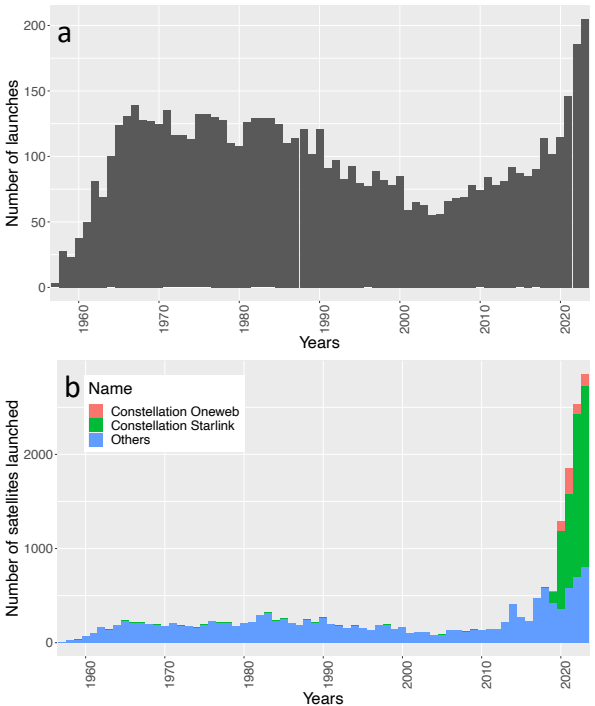 a
200
150
100
50
0
Number of launches
1960
1970
1980
1990
2000
2010
2020
Years
b
Name
Constellation Oneweb
Constellation Starlink
Others
2000
1000
0
Number of satellites launched
1960
1970
1980
1990
2000
2010
2020
Years